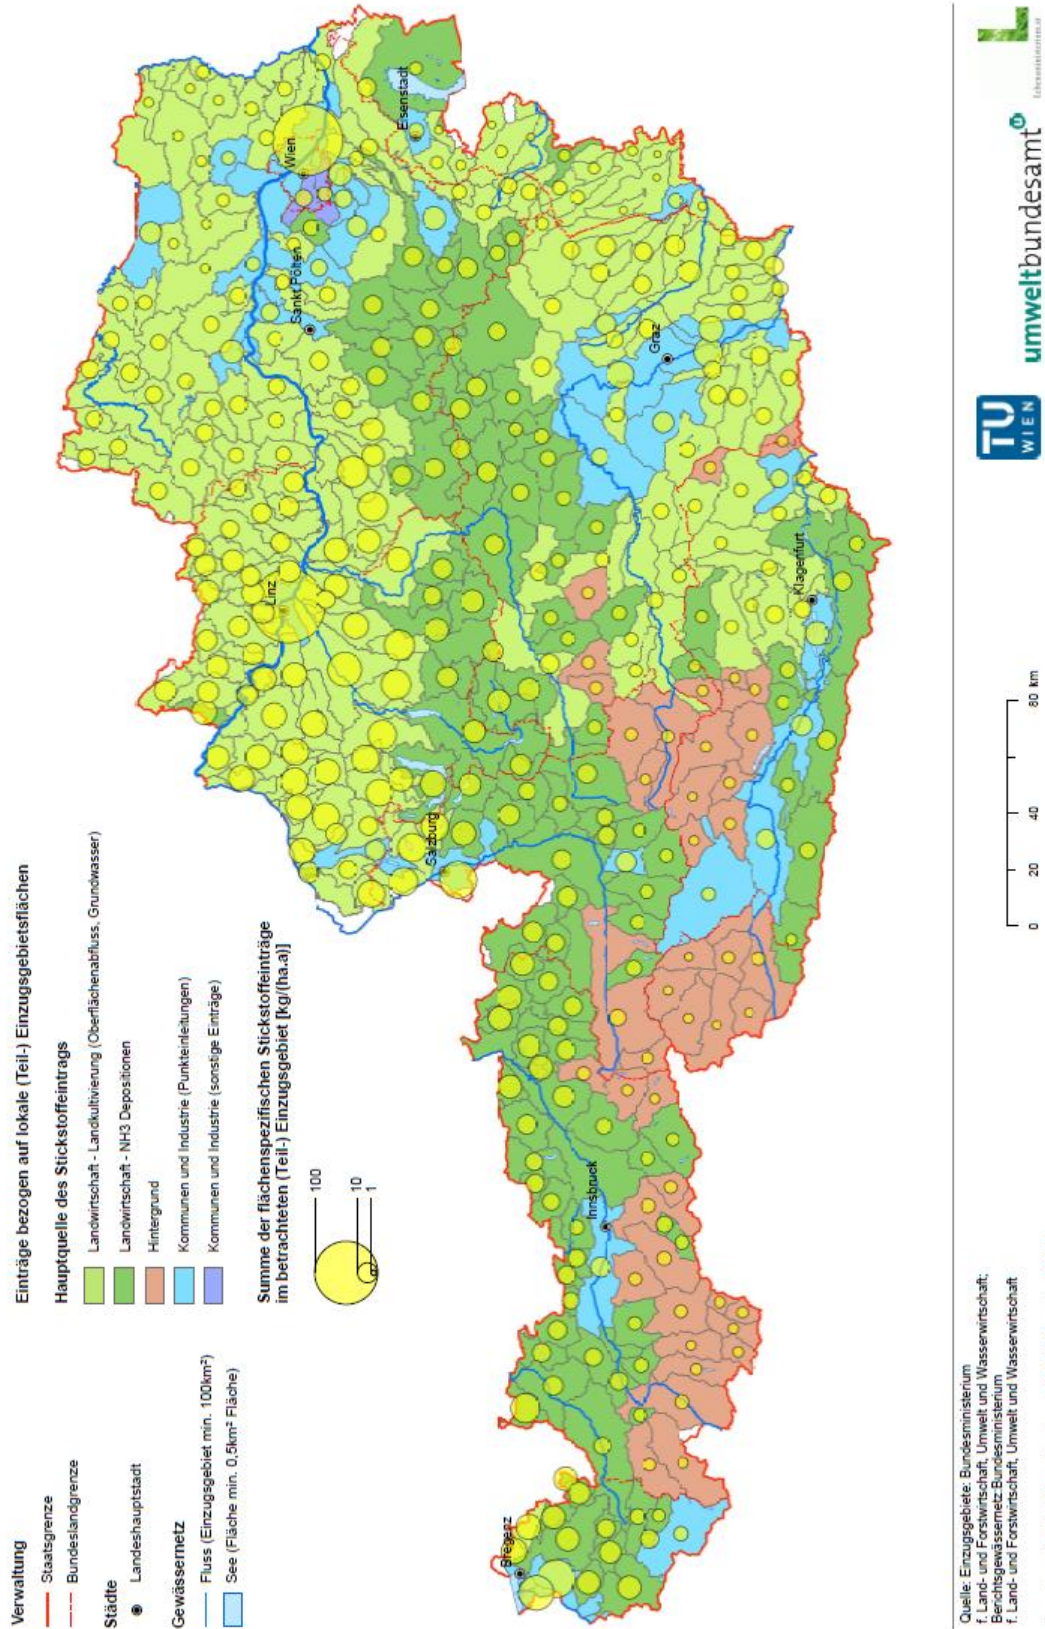 Verwaltung
Staatsgrenze
Bundeslandgrenze
Städte
Landeshauptstadt
Gewässernetz
Fluss (Einzugsgebiet min. 100km²)
See (Fläche min. 0,5km² Fläche)
Einträge bezogen auf lokale (Teil-) Einzugsgebietsflächen
Hauptquelle des Stickstoffeintrags
Landwirtschaft - Landkultivierung (Oberflächenabfluss, Grundwasser)
Landwirtschaft - NH3 Depositionen
Hintergrund
Kommunen und Industrie (Punkteinleitungen)
Kommunen und Industrie (sonstige Einträge)
Summe der flächenspezifischen Stickstoffeinträge
im betrachteten (Teil-) Einzugsgebiet [kg/(ha.a)]
100
10
1
Bregenz
Innsbruck
Salzburg
Linz
Sankt Pölten
Wien
Eisenstadt
Graz
Klagenfurt
0 20 40 80 km
Quelle: Einzugsgebiete: Bundesministerium
f. Land- und Forstwirtschaft, Umwelt und Wasserwirtschaft;
Berichtsgewässernetz: Bundesministerium
f. Land- und Forstwirtschaft, Umwelt und Wasserwirtschaft
TU
WIEN
umweltbundesamt